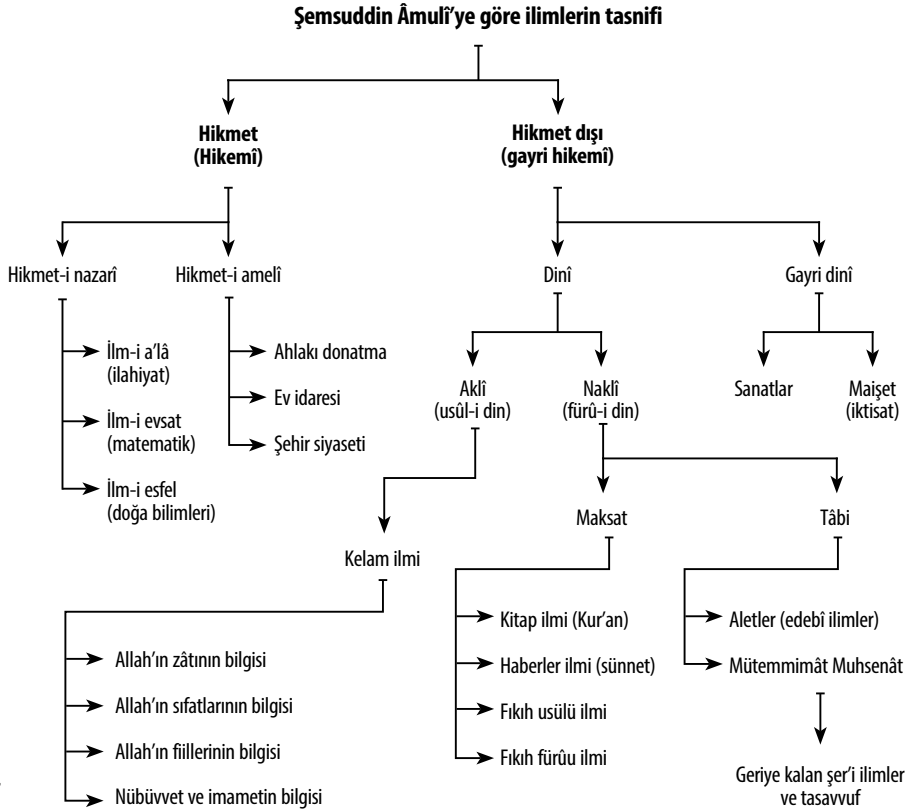 Şemsuddin Âmulî’ye göre ilimlerin tasnifi
Hikmet
(Hikemî)
Hikmet dışı
(gayri hikemî)
Hikmet-i nazarî
Hikmet-i amelî
Dinî
Gayri dinî
İlm-i a’lâ
(ilahiyat)
İlm-i evsat
(matematik)
İlm-i esfel
(doğa bilimleri)
Ahlakı donatma
Ev idaresi
Şehir siyaseti
Aklî
(usûl-i din)
Naklî
(fürû-i din)
Sanatlar
Maişet
(iktisat)
Kelam ilmi
Maksat
Tâbi
Allah’ın zâtının bilgisi
Allah’ın sıfatlarının bilgisi
Allah’ın fiillerinin bilgisi
Nübüvvet ve imametin bilgisi
Kitap ilmi (Kur’an)
Haberler ilmi (sünnet)
Fıkıh usülü ilmi
Fıkıh fürûu ilmi
Aletler (edebî ilimler)
Mütemmimât Muhsenât
Geriye kalan şer’i ilimler
ve tasavvuf